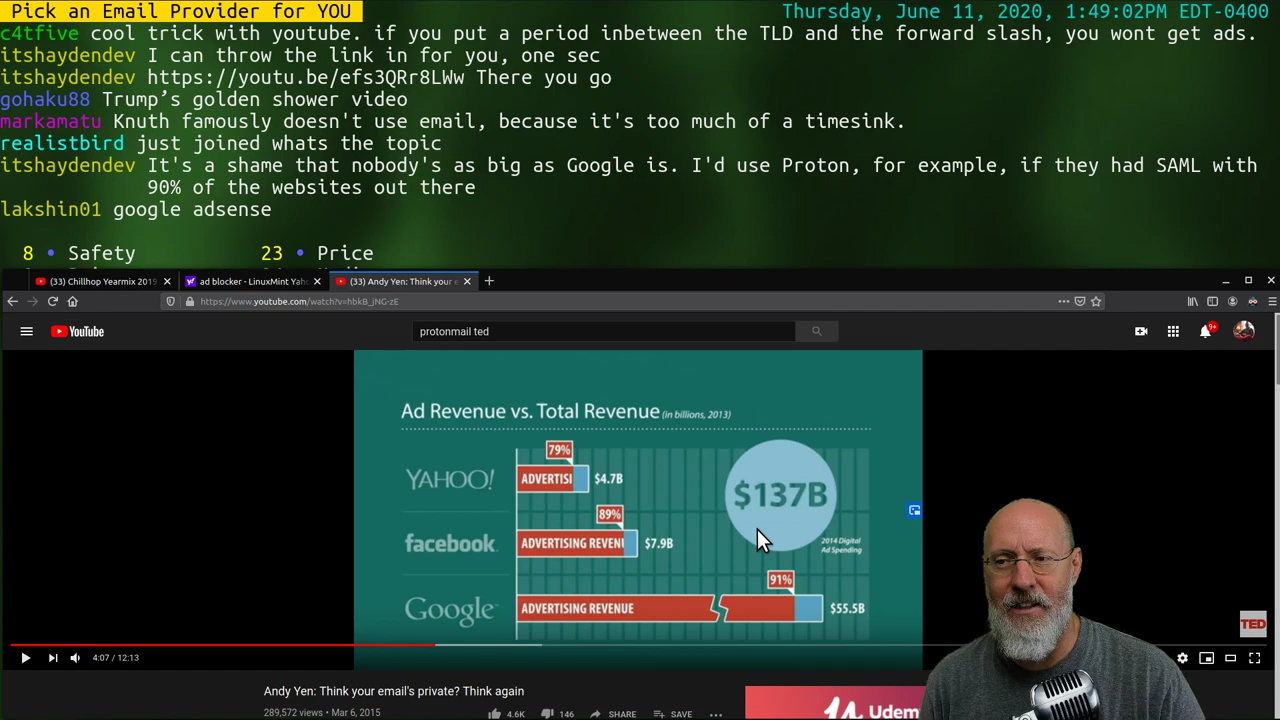 Pick an Email Provider for YOU
Thursday, June 11, 2020, 1:49:02PM EDT-0400
c4tfive cool trick with youtube. if you put a period inbetween the TLD and the forward slash, you wont get ads.
itshaydendev I can throw the link in for you, one sec
itshaydendev https://youtu.be/efs3QRr8LWw There you go
gohaku88 Trump’s golden shower video
markamatu Knuth famously doesn't use email, because it's too much of a timesink.
realistbird just joined whats the topic
itshaydendev It's a shame that nobody's as big as Google is. I'd use Proton, for example, if they had SAML with
90% of the websites out there
lakshin01 google adsense
8 • Safety 23 • Price
(33) Chillhop Yearmix 2019
ad blocker - LinuxMint Yaho
(33) Andy Yen: Think your e
https://www.youtube.com/watch?v=hbkB_jNG-zE
YouTube
protonmail ted
9+
Ad Revenue vs. Total Revenue (in billions, 2013)
79%
YAHOO! ADVERTISI $4.7B
$137B
89%
facebook ADVERTISING REVENU $7.9B
2014 Digital
Ad Spending
91%
Google ADVERTISING REVENUE $55.5B
TED
4:07 / 12:13
Andy Yen: Think your email's private? Think again
289,572 views • Mar 6, 2015
4.6K 146 SHARE SAVE
Udem